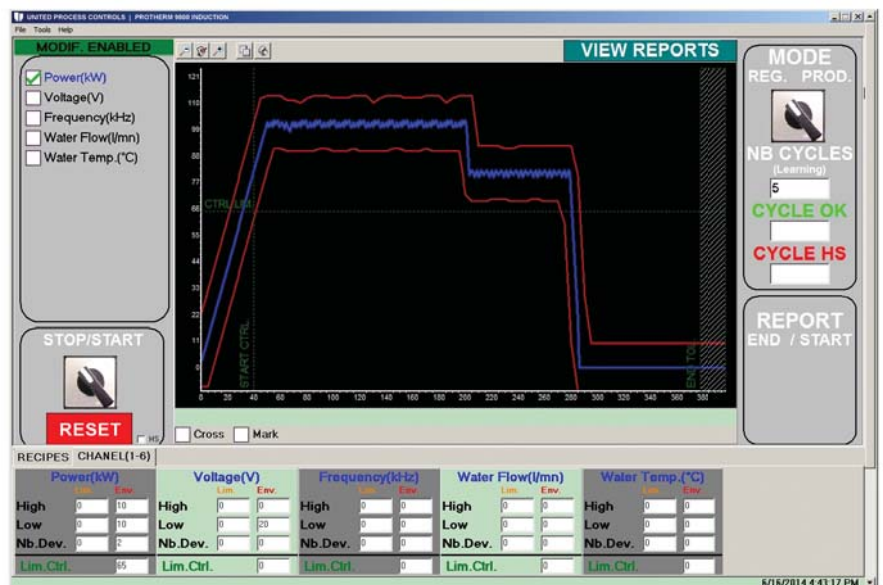 UNITED PROCESS CONTROLS | PROTHERM 9800 INDUCTION
File Tools Help
MODIF. ENABLED
VIEW REPORTS
Power(kW)
Voltage(V)
Frequency(kHz)
Water Flow(l/mn)
Water Temp.(°C)
121
110
99
88
77
66
44
33
22
11
0
CTRL LIM.
START CTRL.
END TOL.
0 20 40 60 80 100 120 140 160 180 200 220 240 260 280 300 320 340 360 380
MODE
REG. PROD.
NB CYCLES
(Learning)
5
CYCLE OK
CYCLE HS
REPORT
END / START
STOP/START
RESET
HS
Cross Mark
RECIPES CHANEL(1-6)
Power(kW) Voltage(V) Frequency(kHz) Water Flow(l/mn) Water Temp.(°C)
Lim. Env. Lim. Env. Lim. Env. Lim. Env. Lim. Env.
High 0 10 High 0 0 High 0 0 High 0 0 High 0 0
Low 0 10 Low 0 20 Low 0 0 Low 0 0 Low 0 0
Nb.Dev. 0 2 Nb.Dev. 0 0 Nb.Dev. 0 0 Nb.Dev. 0 0 Nb.Dev. 0 0
Lim.Ctrl. 65 Lim.Ctrl. 0 Lim.Ctrl. 0 Lim.Ctrl. 0 Lim.Ctrl. 0
5/15/2014 4:43:17 PM